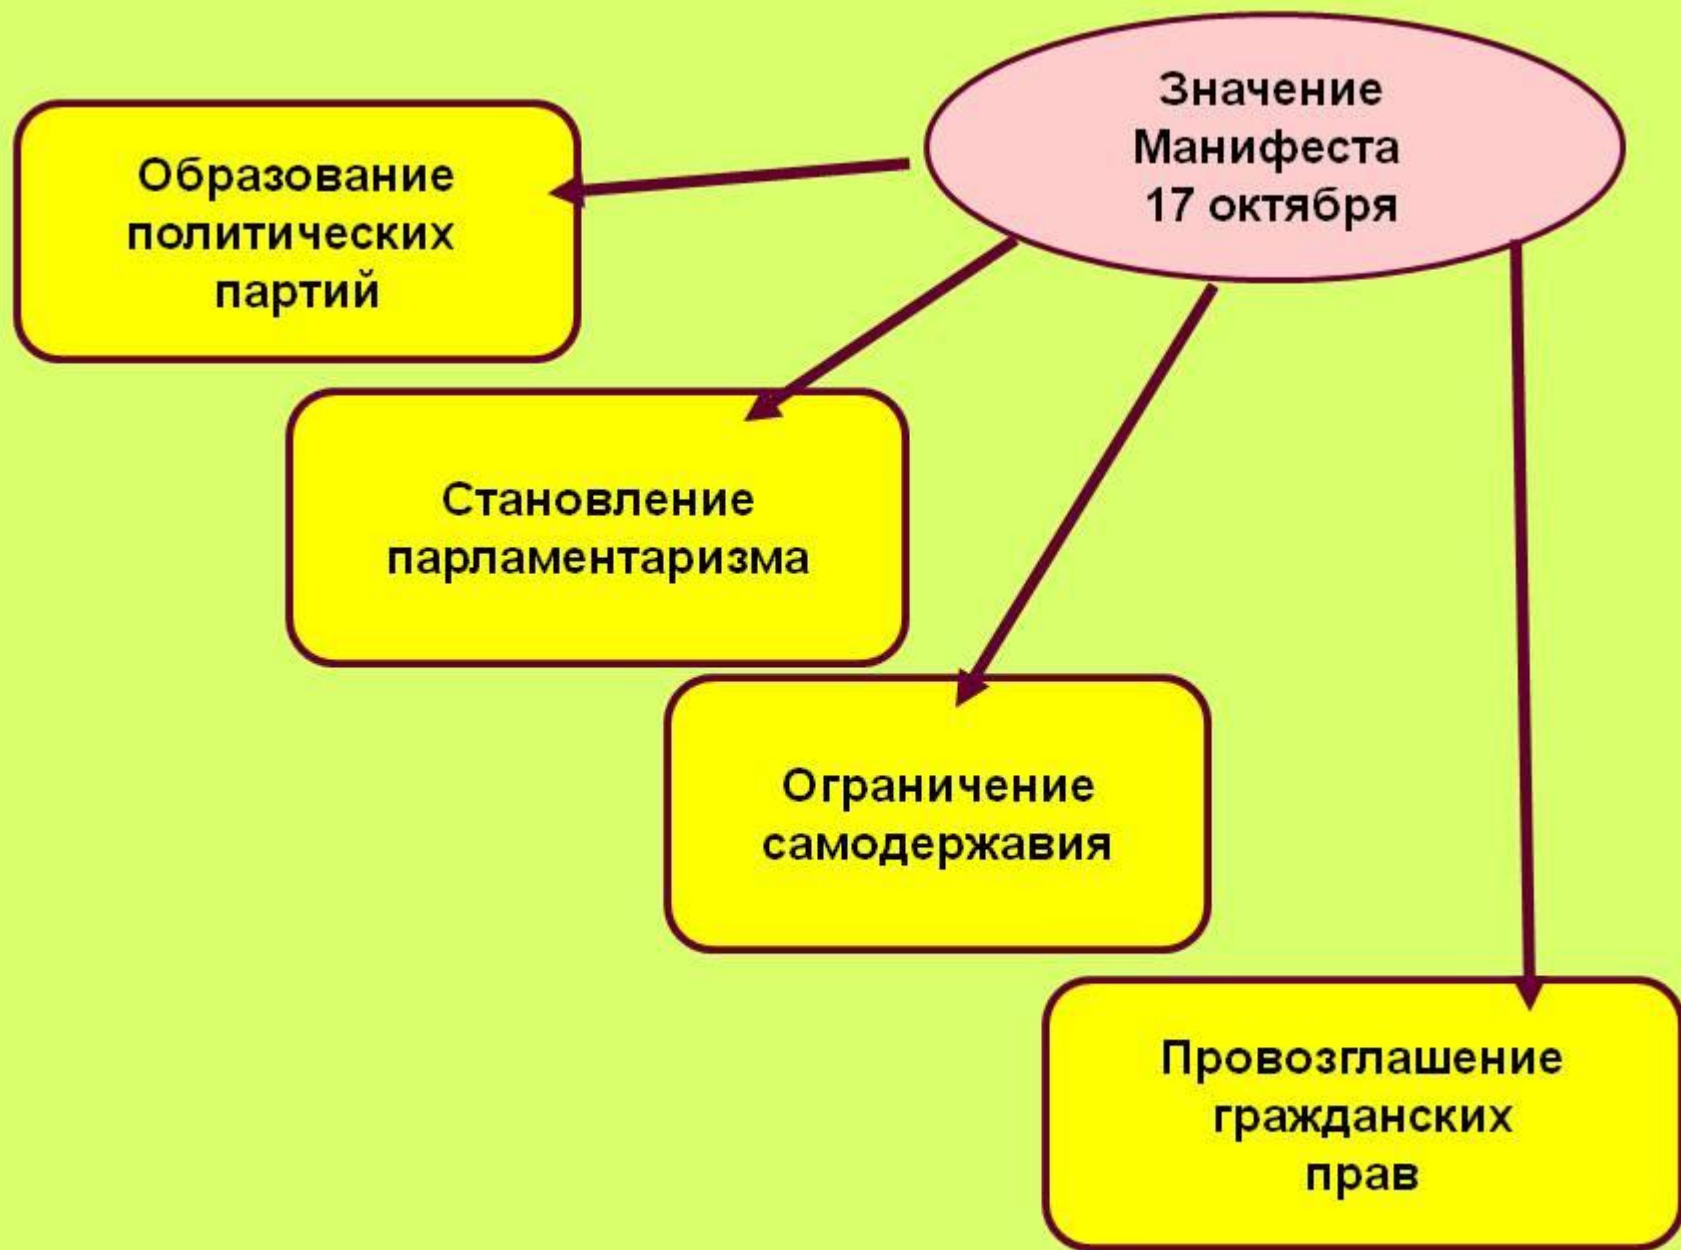 Значение
Манифеста
17 октября
Образование
политических
партий
Становление
парламентаризма
Ограничение
самодержавия
Провозглашение
гражданских
прав